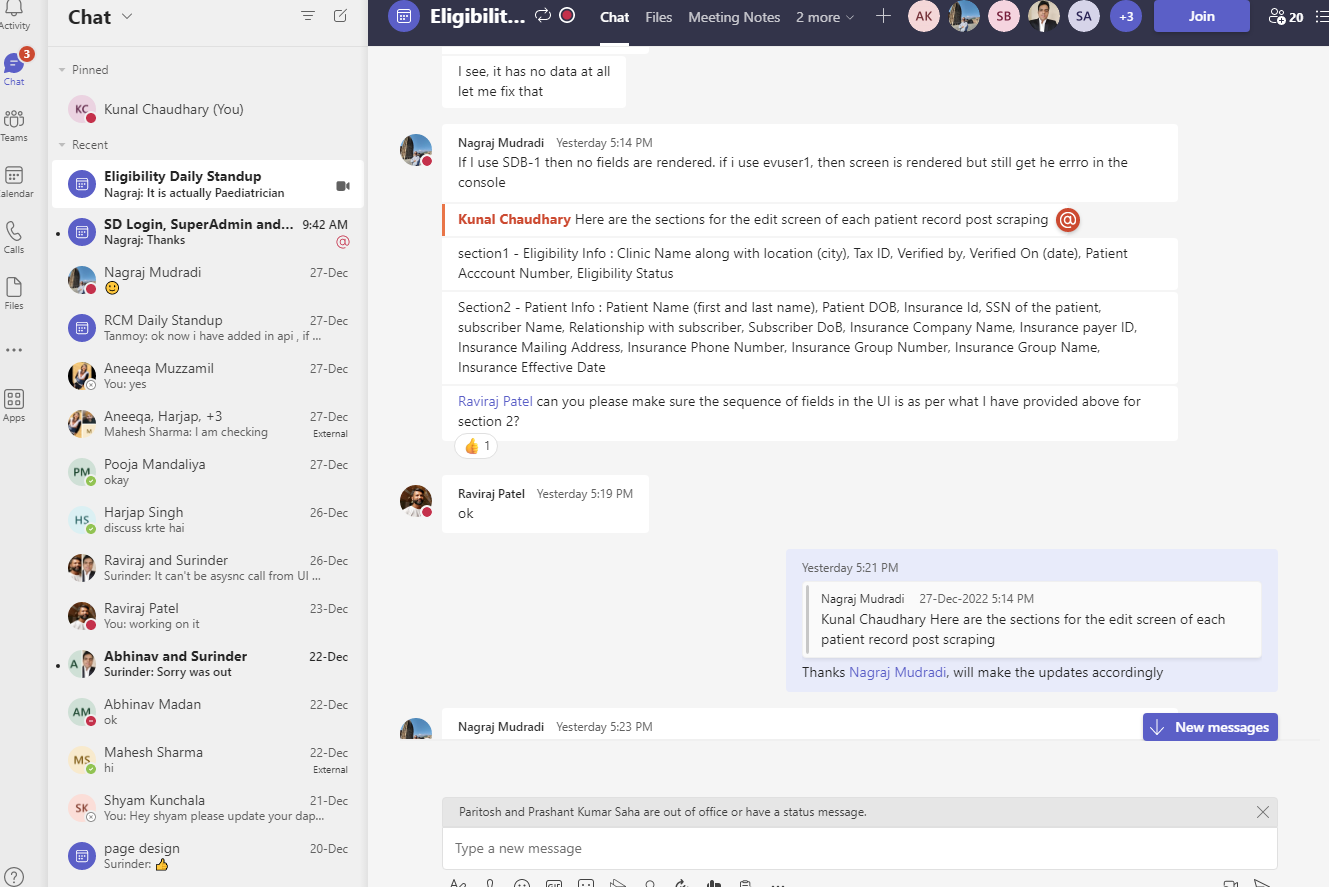 Activity
3
Chat
Teams
alendar
Calls
Files
Apps
Chat
Pinned
KC
Kunal Chaudhary (You)
Recent
Eligibility Daily Standup
Nagraj: It is actually Paediatrician
SD Login, SuperAdmin and... 9:42 AM
Nagraj: Thanks
Nagraj Mudradi 27-Dec
RCM Daily Standup 27-Dec
Tanmoy: ok now i have added in api , if ...
Aneeqa Muzzamil 27-Dec
You: yes
Aneeqa, Harjap, +3 27-Dec
Mahesh Sharma: I am checking External
PM
Pooja Mandaliya 27-Dec
okay
HS
Harjap Singh 26-Dec
discuss krte hai
Raviraj and Surinder 26-Dec
Surinder: It can't be asysnc call from UI ...
Raviraj Patel 23-Dec
You: working on it
A
Abhinav and Surinder 22-Dec
Surinder: Sorry was out
AM
Abhinav Madan 22-Dec
ok
MS
Mahesh Sharma 22-Dec
hi External
SK
Shyam Kunchala 21-Dec
You: Hey shyam please update your dap...
page design 20-Dec
Surinder: 👍
Eligibilit... Chat Files Meeting Notes 2 more AK SB SA +3 Join 20
I see, it has no data at all
let me fix that
Nagraj Mudradi Yesterday 5:14 PM
If I use SDB-1 then no fields are rendered. if i use evuser1, then screen is rendered but still get he errro in the
console
Kunal Chaudhary Here are the sections for the edit screen of each patient record post scraping @
section1 - Eligibility Info : Clinic Name along with location (city), Tax ID, Verified by, Verified On (date), Patient
Acccount Number, Eligibility Status
Section2 - Patient Info : Patient Name (first and last name), Patient DOB, Insurance Id, SSN of the patient,
subscriber Name, Relationship with subscriber, Subscriber DoB, Insurance Company Name, Insurance payer ID,
Insurance Mailing Address, Insurance Phone Number, Insurance Group Number, Insurance Group Name,
Insurance Effective Date
Raviraj Patel can you please make sure the sequence of fields in the UI is as per what I have provided above for
section 2?
👍 1
Raviraj Patel Yesterday 5:19 PM
ok
Yesterday 5:21 PM
Nagraj Mudradi 27-Dec-2022 5:14 PM
Kunal Chaudhary Here are the sections for the edit screen of each
patient record post scraping
Thanks Nagraj Mudradi, will make the updates accordingly
Nagraj Mudradi Yesterday 5:23 PM
New messages
Paritosh and Prashant Kumar Saha are out of office or have a status message.
Type a new message